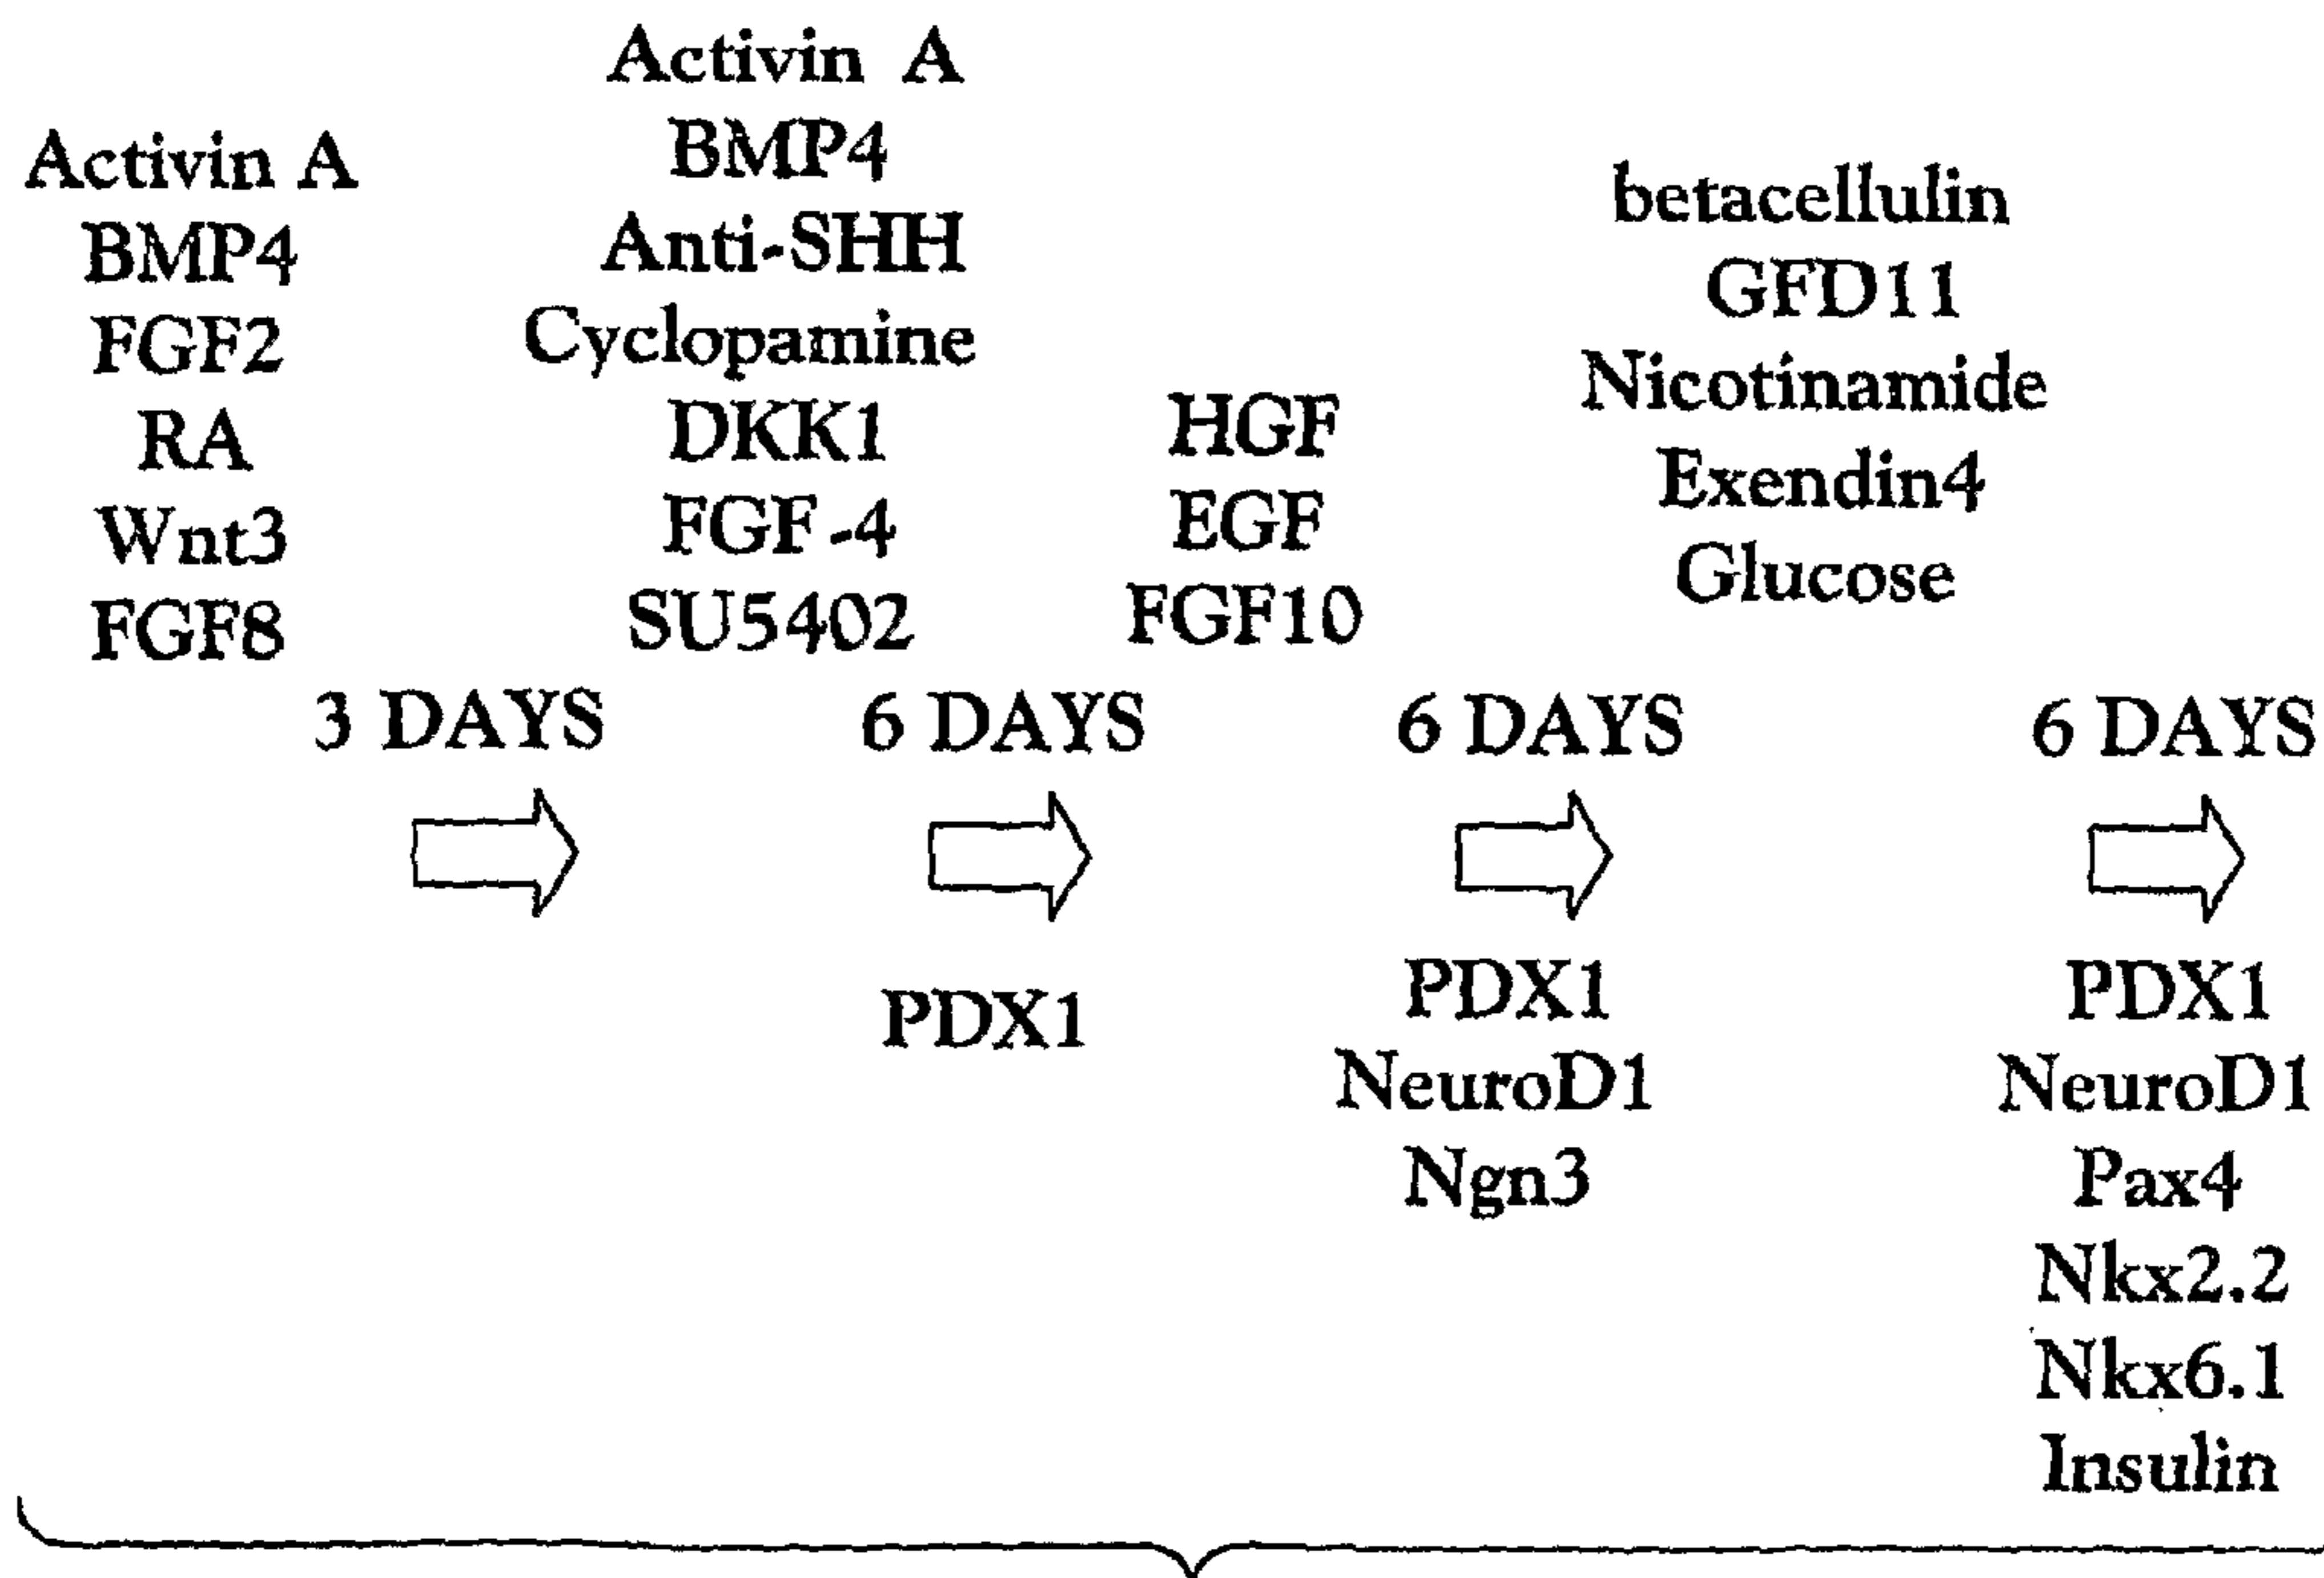 Activin A
BMP4
FGF2
RA
Wnt3
FGF8
Activin A
BMP4
Anti-SHH
Cyclopamine
DKK1
FGF-4
SU5402
HGF
EGF
FGF10
betacellulin
GFD11
Nicotinamide
Exendin4
Glucose
3 DAYS
6 DAYS
6 DAYS
6 DAYS
PDX1
PDX1
NeuroD1
Ngn3
PDX1
NeuroD1
Pax4
Nkx2.2
Nkx6.1
Insulin